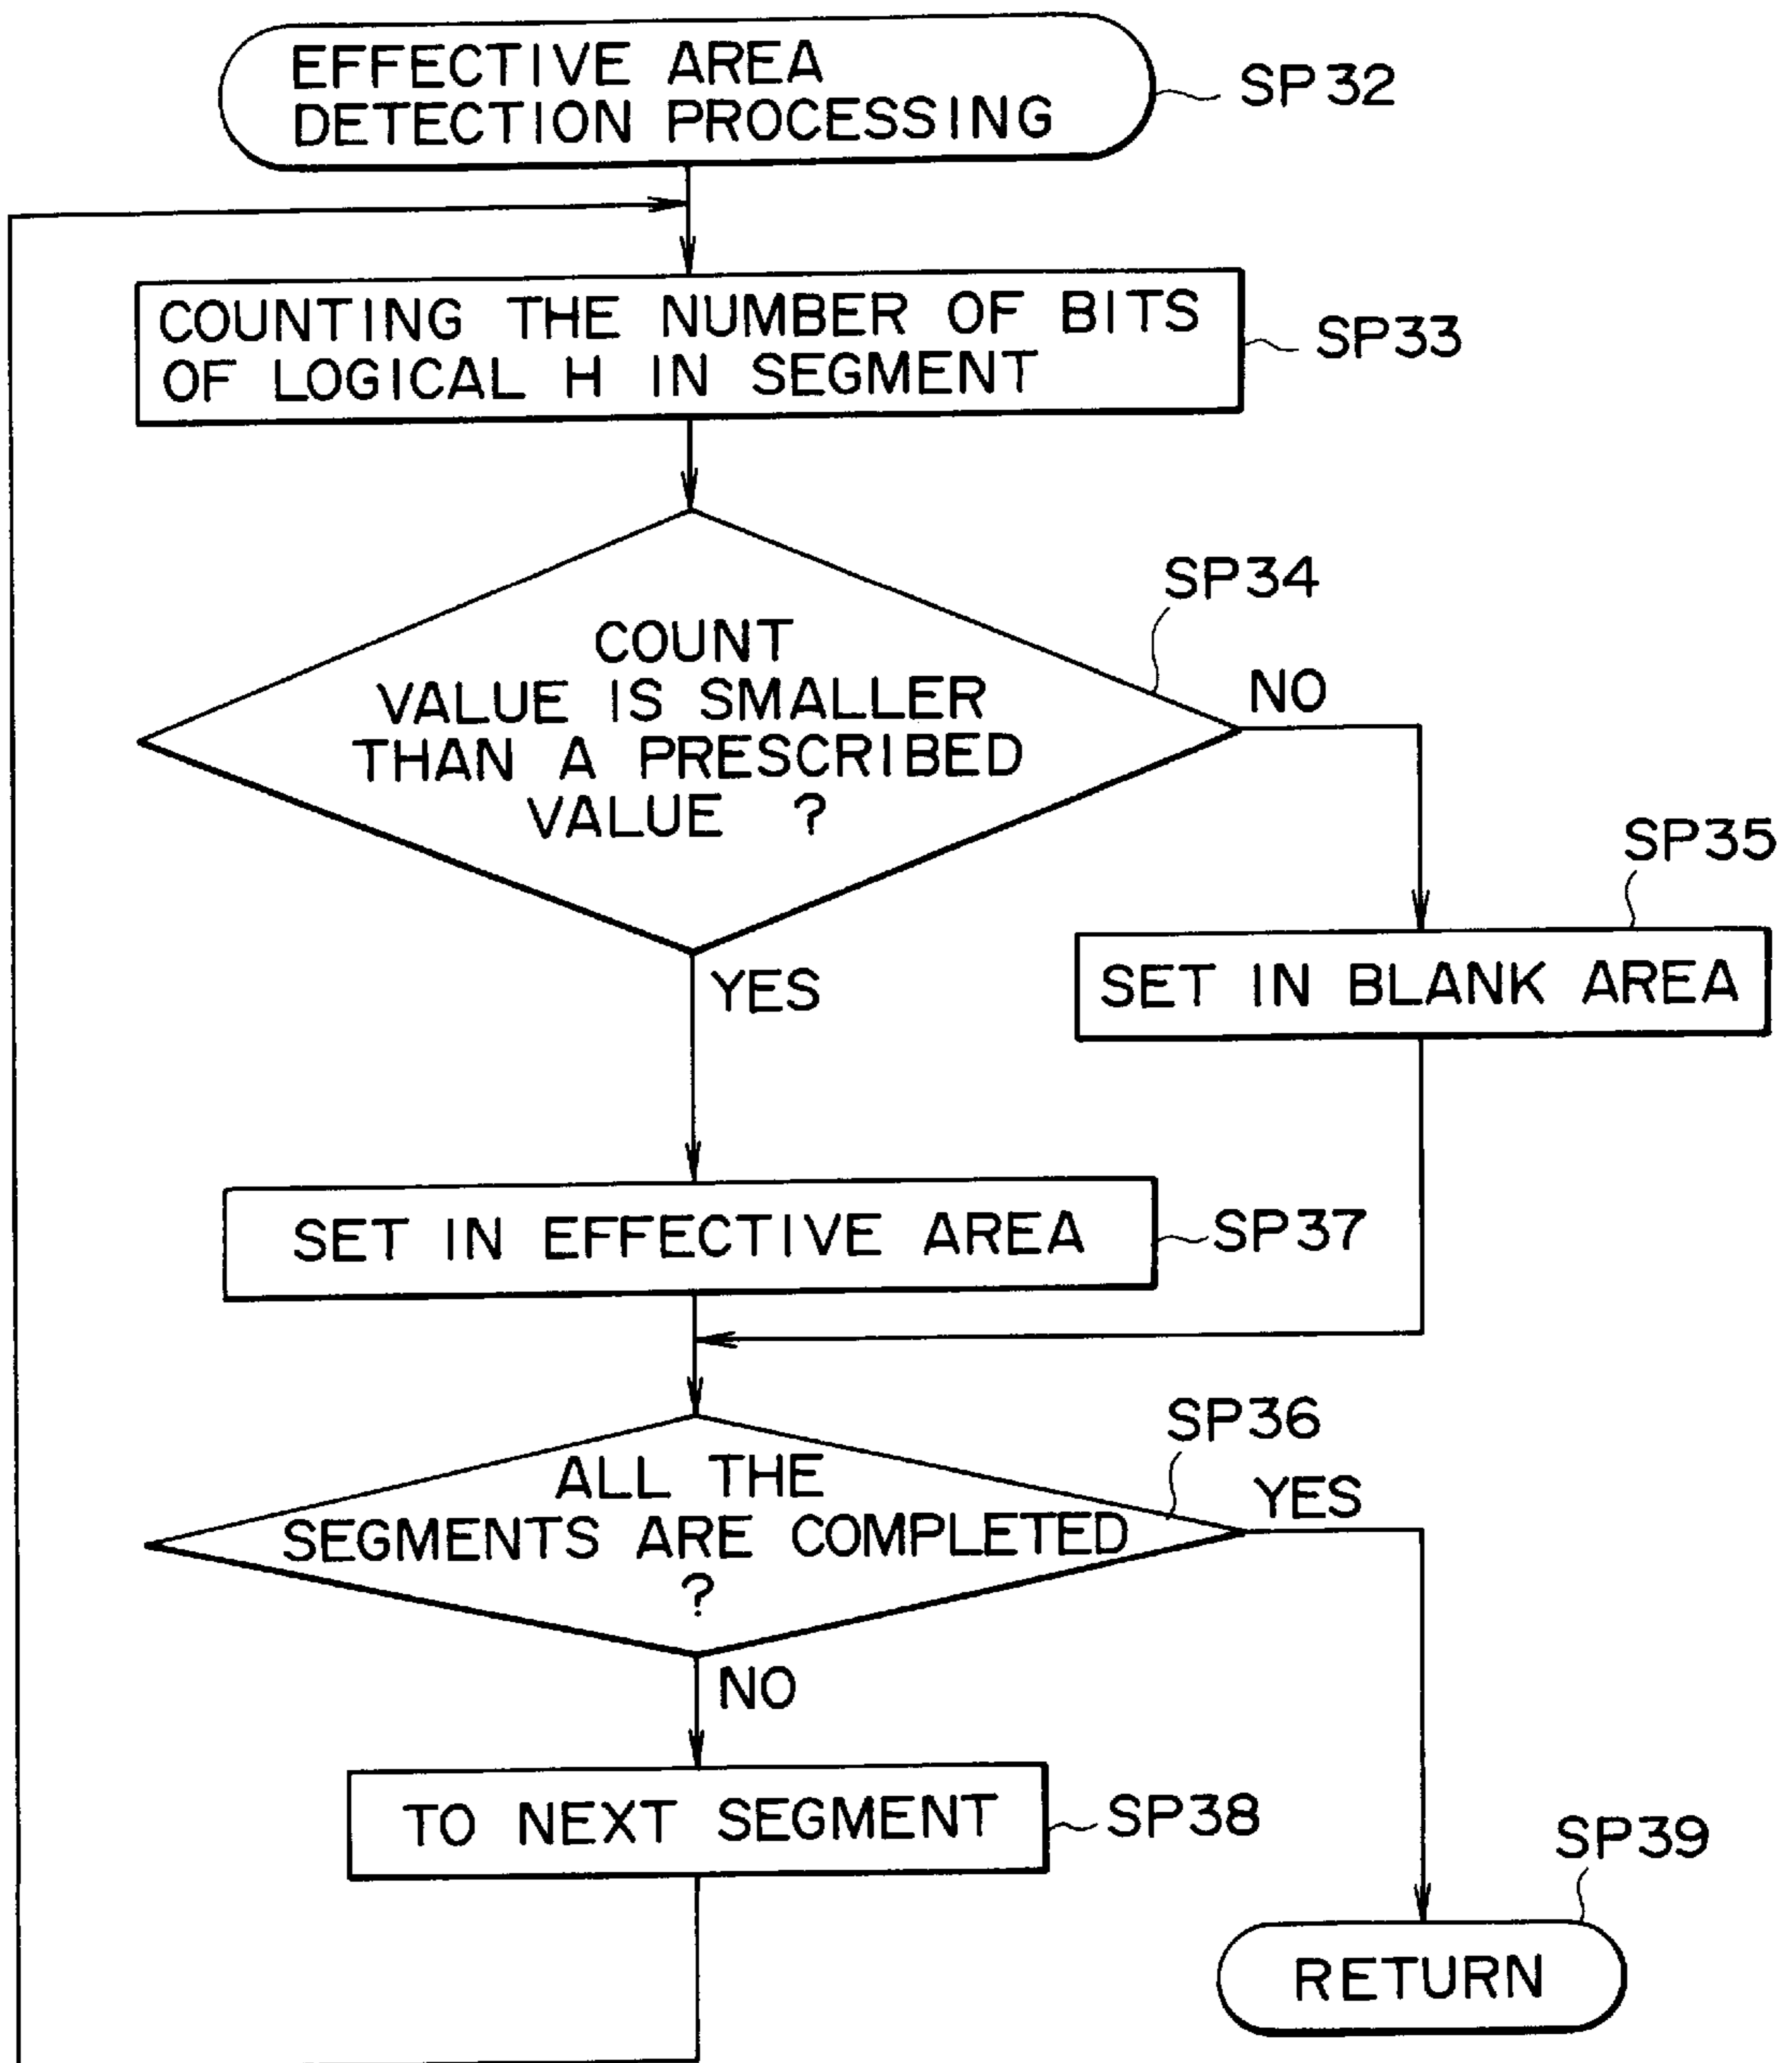 EFFECTIVE AREA
DETECTION PROCESSING
SP32
COUNTING THE NUMBER OF BITS
OF LOGICAL H IN SEGMENT
SP33
SP34
COUNT
VALUE IS SMALLER
THAN A PRESCRIBED
VALUE ?
NO
YES
SP35
SET IN BLANK AREA
SET IN EFFECTIVE AREA
SP37
SP36
ALL THE
SEGMENTS ARE COMPLETED
?
YES
NO
TO NEXT SEGMENT
SP38
SP39
RETURN